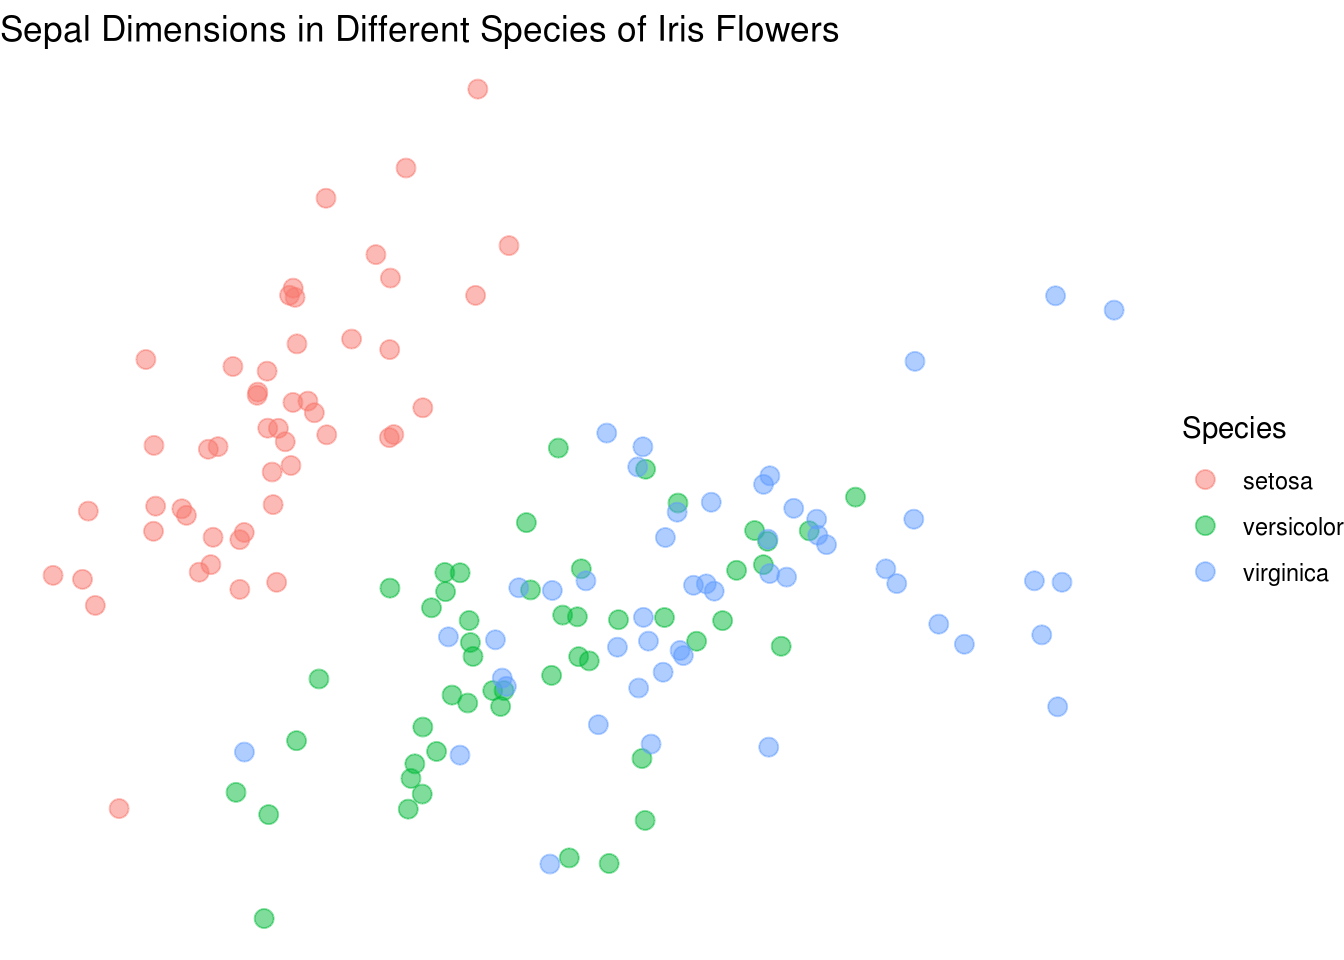 Sepal Dimensions in Different Species of Iris Flowers
Species
setosa
versicolor
virginica